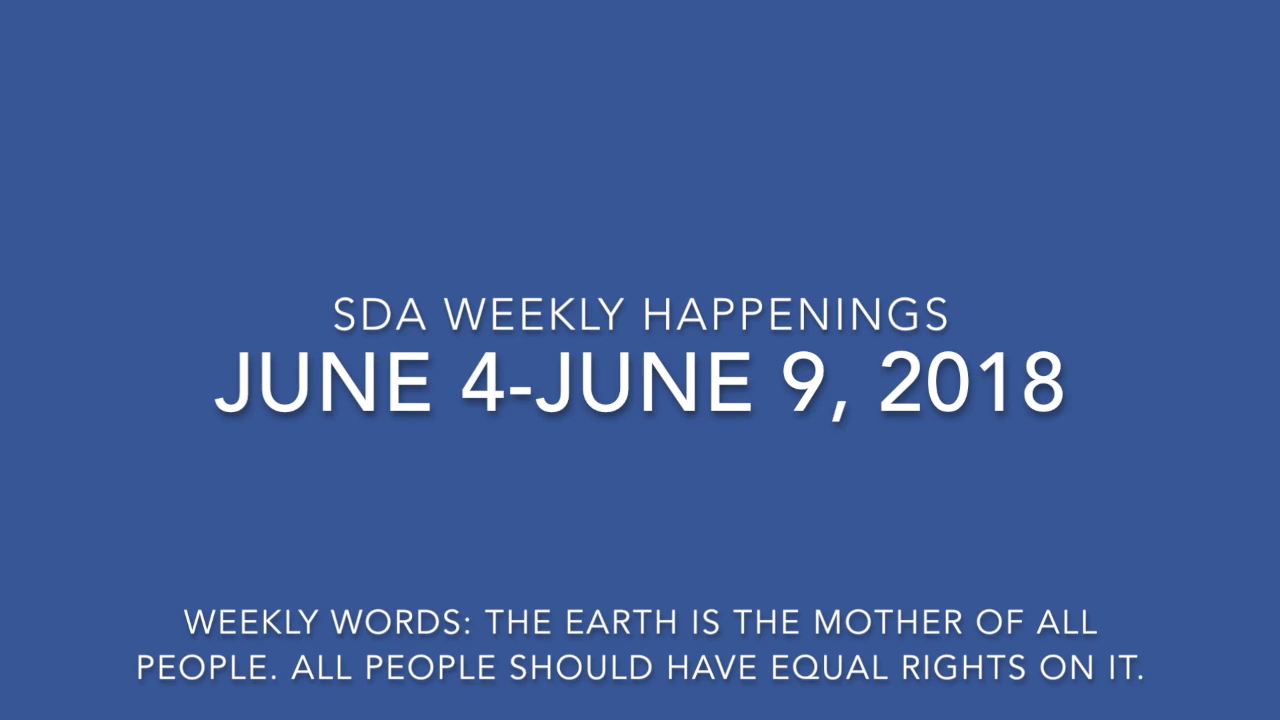 SDA WEEKLY HAPPENINGS
JUNE 4-JUNE 9, 2018
WEEKLY WORDS: THE EARTH IS THE MOTHER OF ALL
PEOPLE. ALL PEOPLE SHOULD HAVE EQUAL RIGHTS ON IT.